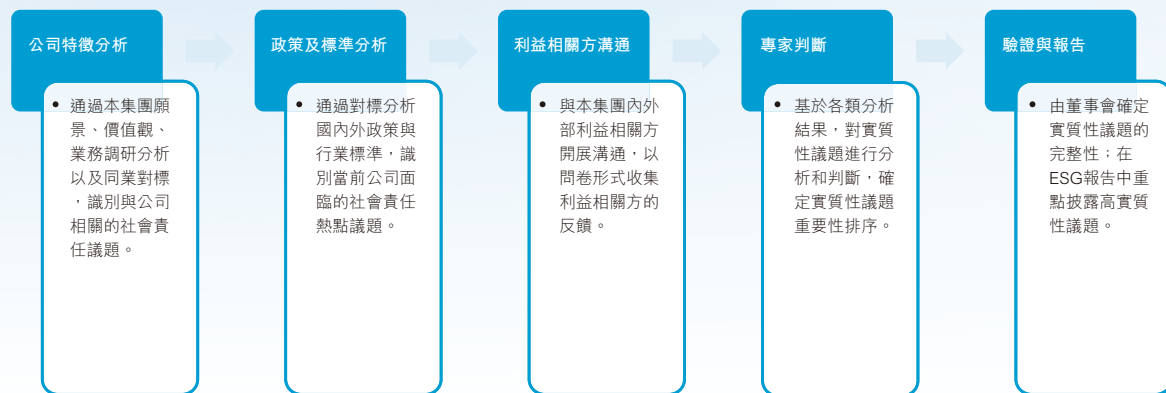 公司特徵分析
• 通過本集團願
景、價值觀、
業務調研分析
以及同業對標
，識別與公司
相關的社會責
任議題。
政策及標準分析
• 通過對標分析
國內外政策與
行業標準，識
別當前公司面
臨的社會責任
熱點議題。
利益相關方溝通
• 與本集團內外
部利益相關方
開展溝通，以
問卷形式收集
利益相關方的
反饋。
專家判斷
• 基於各類分析
結果，對實質
性議題進行分
析和判斷，確
定實質性議題
重要性排序。
驗證與報告
• 由董事會確定
實質性議題的
完整性；在
ESG報告中重
點披露高實質
性議題。